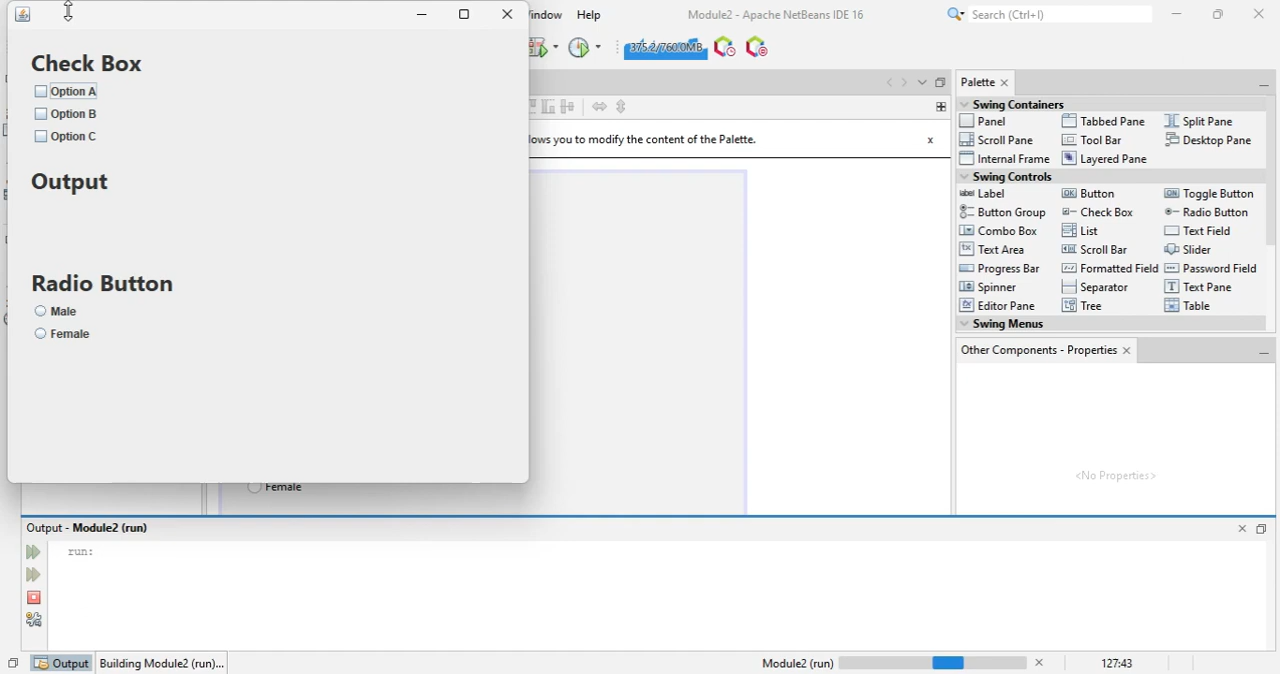 indow Help
Module2 - Apache NetBeans IDE 16
Search (Ctrl+I)
375.2/760.0MB
Check Box
Option A
Option B
Option C
Output
Radio Button
Male
Female
lows you to modify the content of the Palette.
x
Female
Palette
Swing Containers
Panel Tabbed Pane Split Pane
Scroll Pane Tool Bar Desktop Pane
Internal Frame Layered Pane
Swing Controls
label Label OK Button ON Toggle Button
Button Group Check Box Radio Button
Combo Box List Text Field
Text Area Scroll Bar Slider
Progress Bar Formatted Field Password Field
Spinner Separator Text Pane
Editor Pane Tree Table
Swing Menus
Other Components - Properties
<No Properties>
Output - Module2 (run)
run:
Output
Building Module2 (run)...
Module2 (run)
127:43